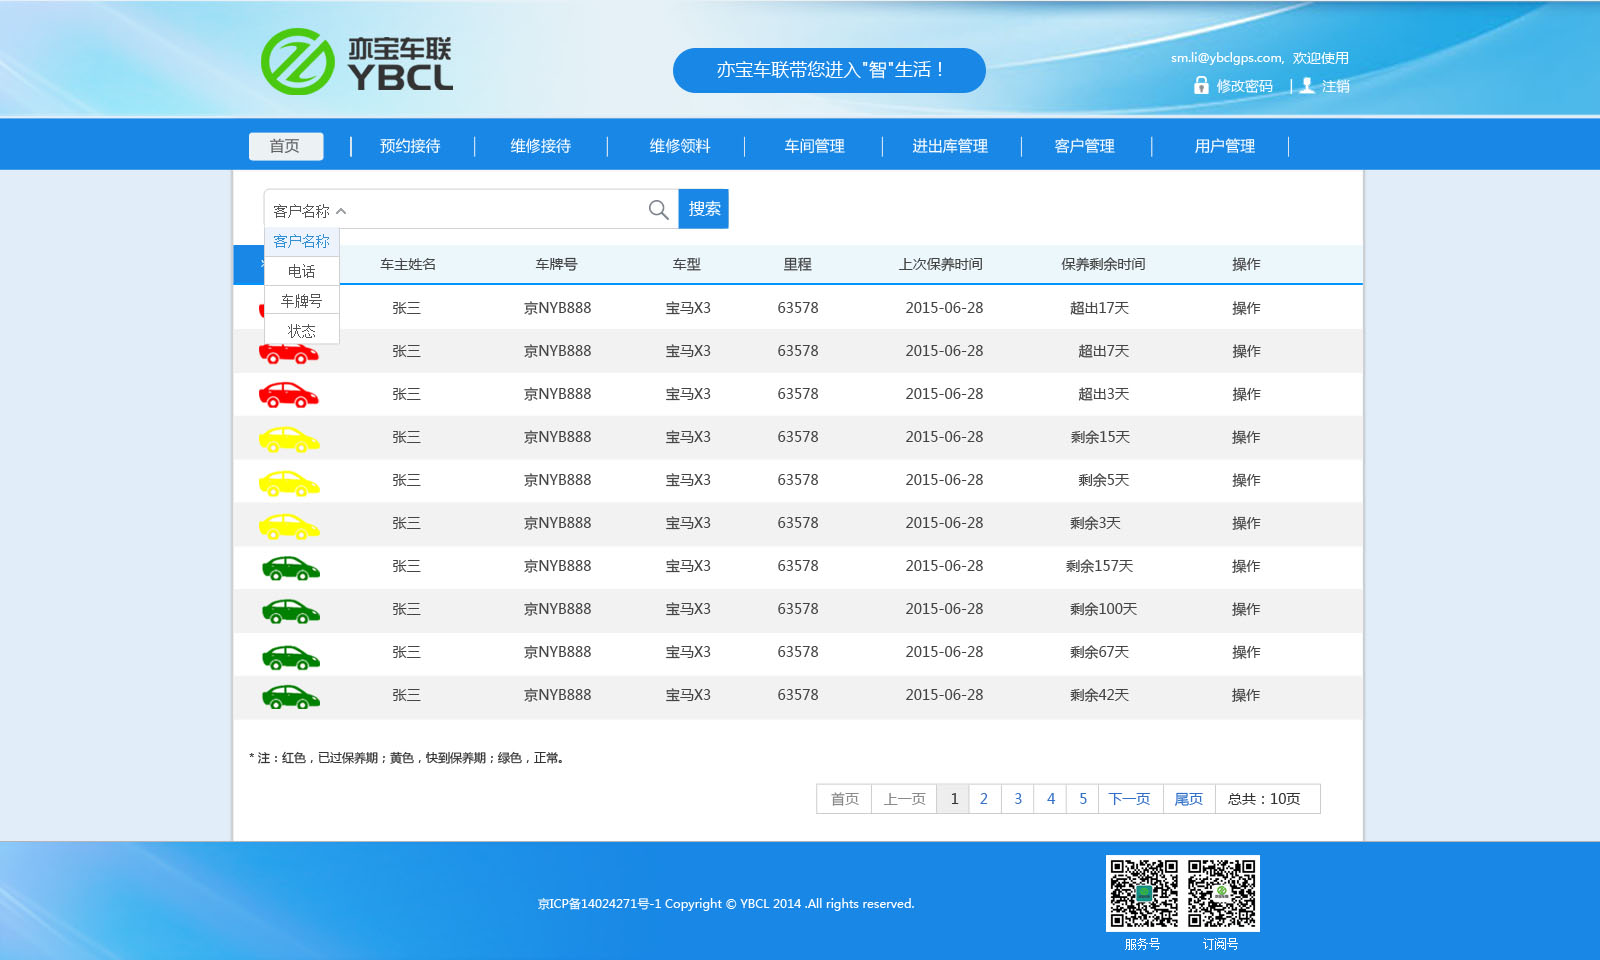 亦宝车联
YBCL
亦宝车联带您进入"智"生活！
sm.li@ybclgps.com, 欢迎使用
修改密码 | 注销
首页 预约接待 维修接待 维修领料 车间管理 进出库管理 客户管理 用户管理
客户名称 搜索
客户名称
电话
车牌号
状态
车主姓名 车牌号 车型 里程 上次保养时间 保养剩余时间 操作
张三 京NYB888 宝马X3 63578 2015-06-28 超出17天 操作
张三 京NYB888 宝马X3 63578 2015-06-28 超出7天 操作
张三 京NYB888 宝马X3 63578 2015-06-28 超出3天 操作
张三 京NYB888 宝马X3 63578 2015-06-28 剩余15天 操作
张三 京NYB888 宝马X3 63578 2015-06-28 剩余5天 操作
张三 京NYB888 宝马X3 63578 2015-06-28 剩余3天 操作
张三 京NYB888 宝马X3 63578 2015-06-28 剩余157天 操作
张三 京NYB888 宝马X3 63578 2015-06-28 剩余100天 操作
张三 京NYB888 宝马X3 63578 2015-06-28 剩余67天 操作
张三 京NYB888 宝马X3 63578 2015-06-28 剩余42天 操作
* 注：红色，已过保养期；黄色，快到保养期；绿色，正常。
首页 上一页 1 2 3 4 5 下一页 尾页 总共：10页
京ICP备14024271号-1 Copyright © YBCL 2014 .All rights reserved.
服务号 订阅号